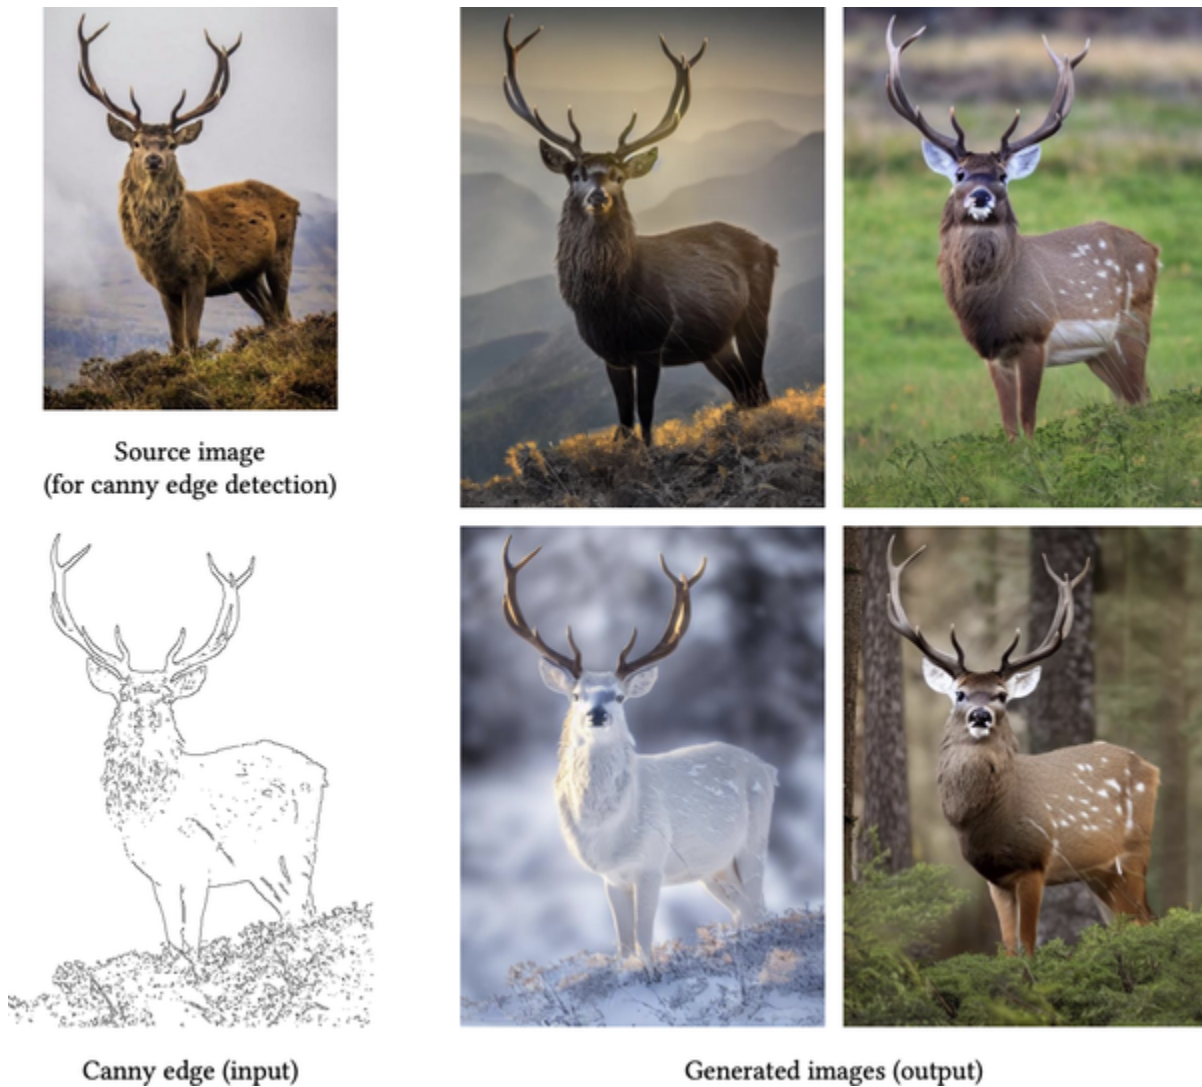 Source image
(for canny edge detection)
Canny edge (input)
Generated images (output)